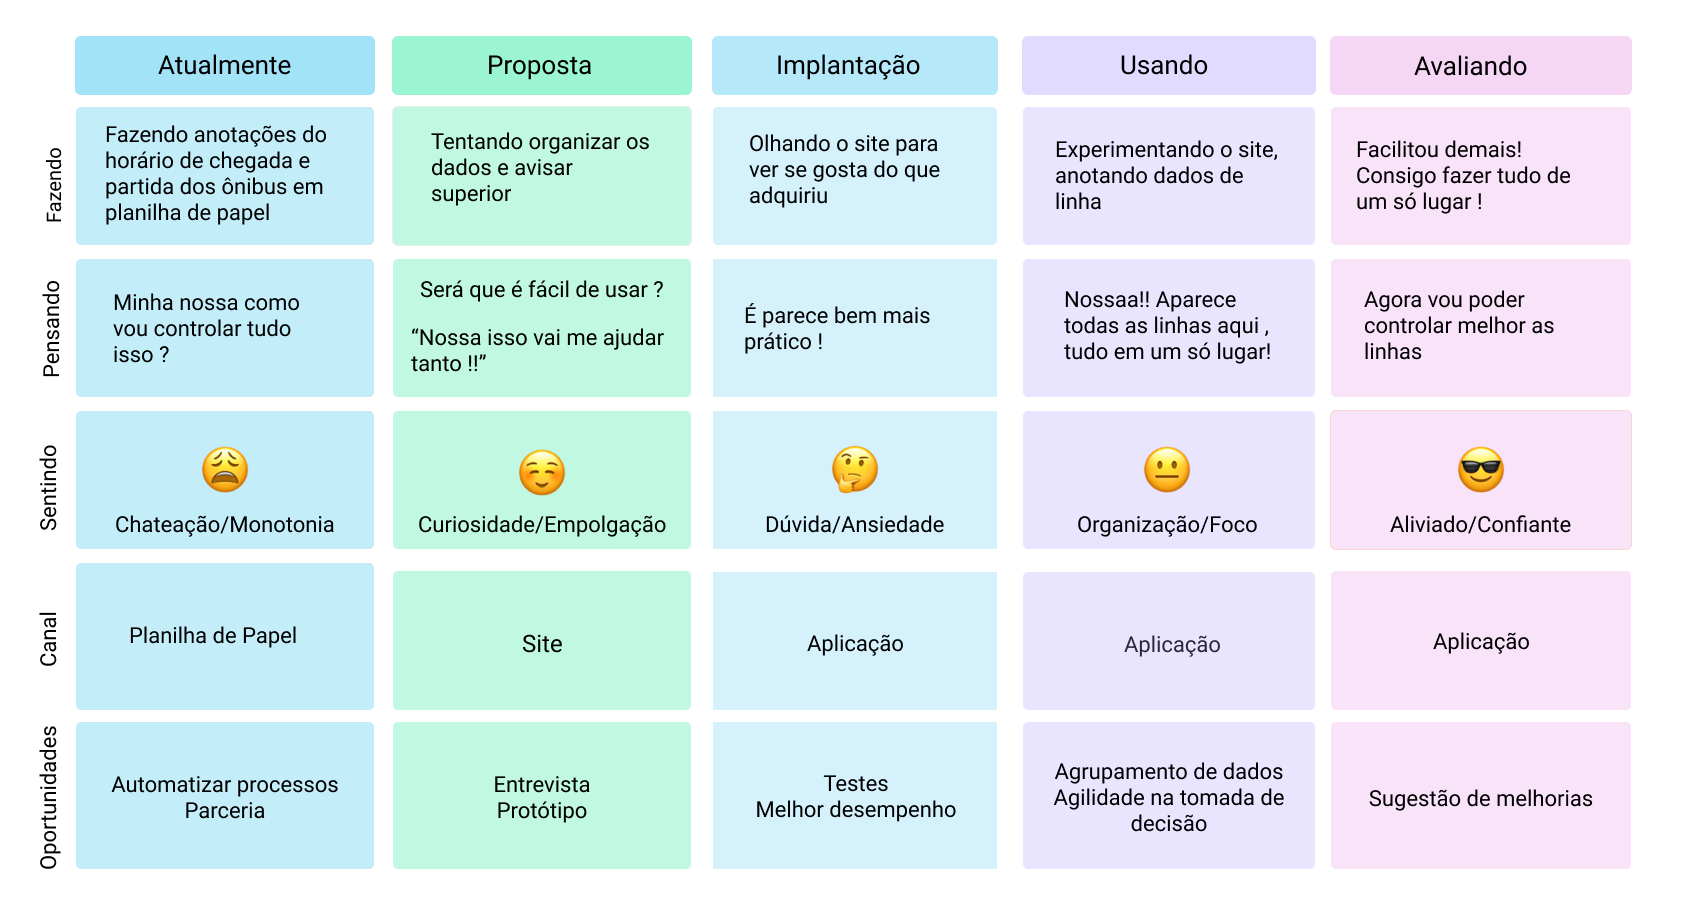 Atualmente
Proposta
Implantação
Usando
Avaliando
Fazendo
Fazendo anotações do
horário de chegada e
partida dos ônibus em
planilha de papel
Tentando organizar os
dados e avisar
superior
Olhando o site para
ver se gosta do que
adquiriu
Experimentando o site,
anotando dados de
linha
Facilitou demais!
Consigo fazer tudo de
um só lugar !
Pensando
Minha nossa como
vou controlar tudo
isso ?
Será que é fácil de usar ?
“Nossa isso vai me ajudar
tanto !!”
É parece bem mais
prático !
Nossaa!! Aparece
todas as linhas aqui ,
tudo em um só lugar!
Agora vou poder
controlar melhor as
linhas
Sentindo
Chateação/Monotonia
Curiosidade/Empolgação
Dúvida/Ansiedade
Organização/Foco
Aliviado/Confiante
Canal
Planilha de Papel
Site
Aplicação
Aplicação
Aplicação
Oportunidades
Automatizar processos
Parceria
Entrevista
Protótipo
Testes
Melhor desempenho
Agrupamento de dados
Agilidade na tomada de
decisão
Sugestão de melhorias